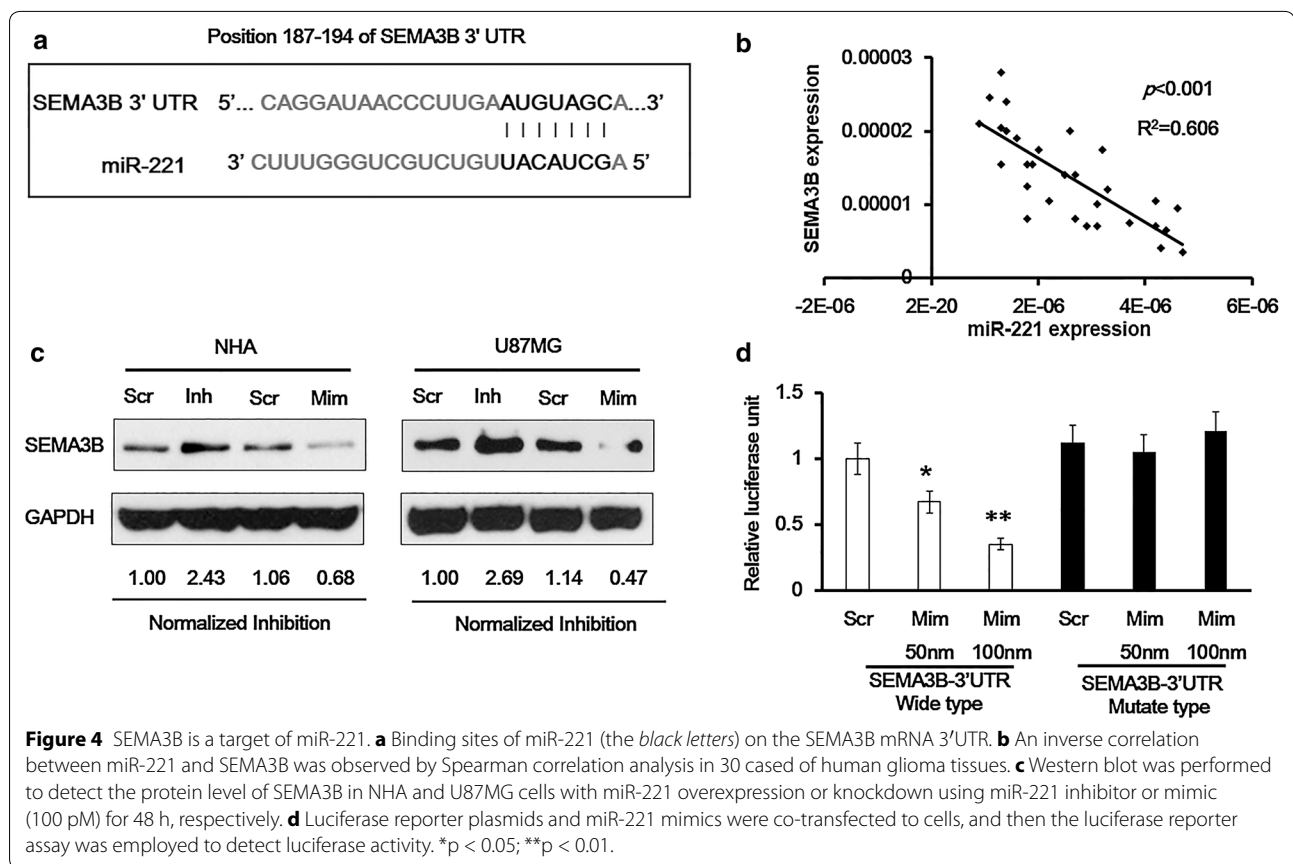 a
Position 187-194 of SEMA3B 3' UTR
SEMA3B 3' UTR 5'... CAGGAUAACCCUUGAAUGUAGCA...3'
miR-221 3' CUUUGGGUCGUCUGUUACAUCGA 5'
b
0.00003
0.00002
0.00001
0
SEMA3B expression
p<0.001
R²=0.606
-2E-06 2E-20 2E-06 4E-06 6E-06
miR-221 expression
c
NHA U87MG
Scr Inh Scr Mim Scr Inh Scr Mim
SEMA3B
GAPDH
1.00 2.43 1.06 0.68 1.00 2.69 1.14 0.47
Normalized Inhibition Normalized Inhibition
d
Relative luciferase unit
1.5
1
0.5
0
* **
Scr Mim Mim Scr Mim Mim
50nm 100nm 50nm 100nm
SEMA3B-3'UTR SEMA3B-3'UTR
Wide type Mutate type
Figure 4 SEMA3B is a target of miR-221. a Binding sites of miR-221 (the black letters) on the SEMA3B mRNA 3′UTR. b An inverse correlation
between miR-221 and SEMA3B was observed by Spearman correlation analysis in 30 cased of human glioma tissues. c Western blot was performed
to detect the protein level of SEMA3B in NHA and U87MG cells with miR-221 overexpression or knockdown using miR-221 inhibitor or mimic
(100 pM) for 48 h, respectively. d Luciferase reporter plasmids and miR-221 mimics were co-transfected to cells, and then the luciferase reporter
assay was employed to detect luciferase activity. *p < 0.05; **p < 0.01.